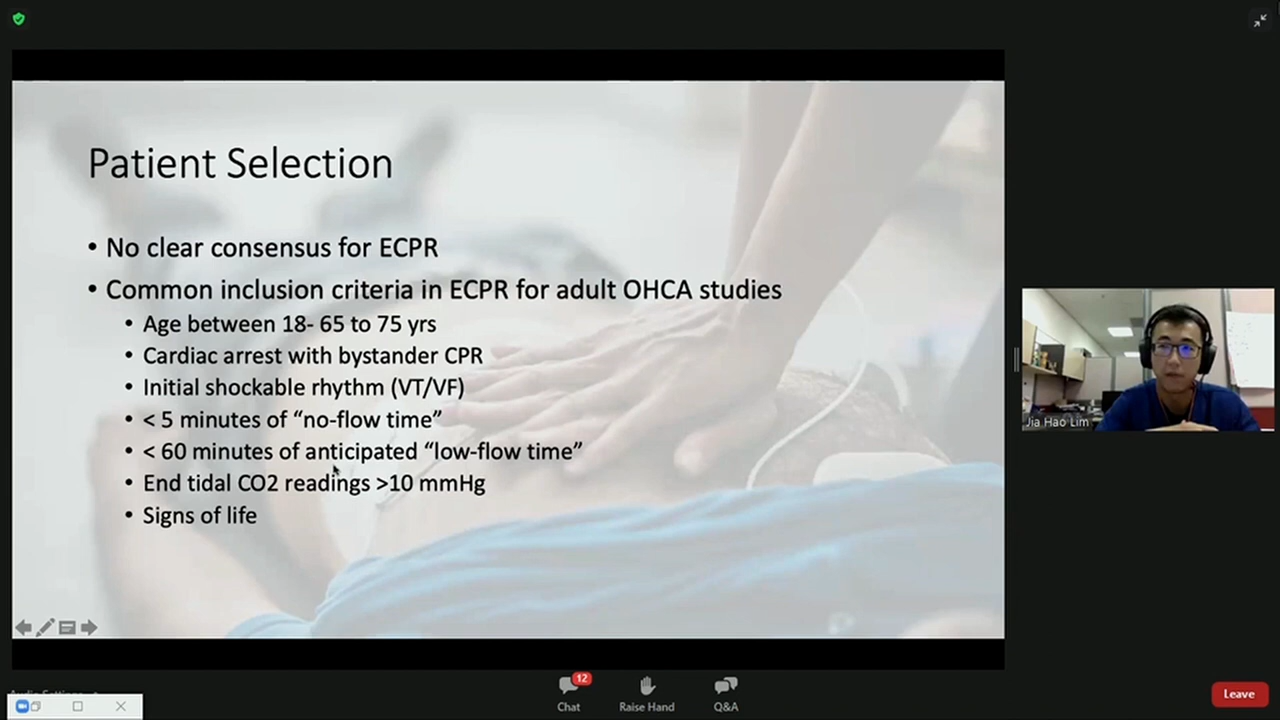 Patient Selection
• No clear consensus for ECPR
• Common inclusion criteria in ECPR for adult OHCA studies
• Age between 18- 65 to 75 yrs
• Cardiac arrest with bystander CPR
• Initial shockable rhythm (VT/VF)
• < 5 minutes of “no-flow time”
• < 60 minutes of anticipated “low-flow time”
• End tidal CO2 readings >10 mmHg
• Signs of life
Jia Hao Lim
12
Chat
Raise Hand
Q&A
Leave